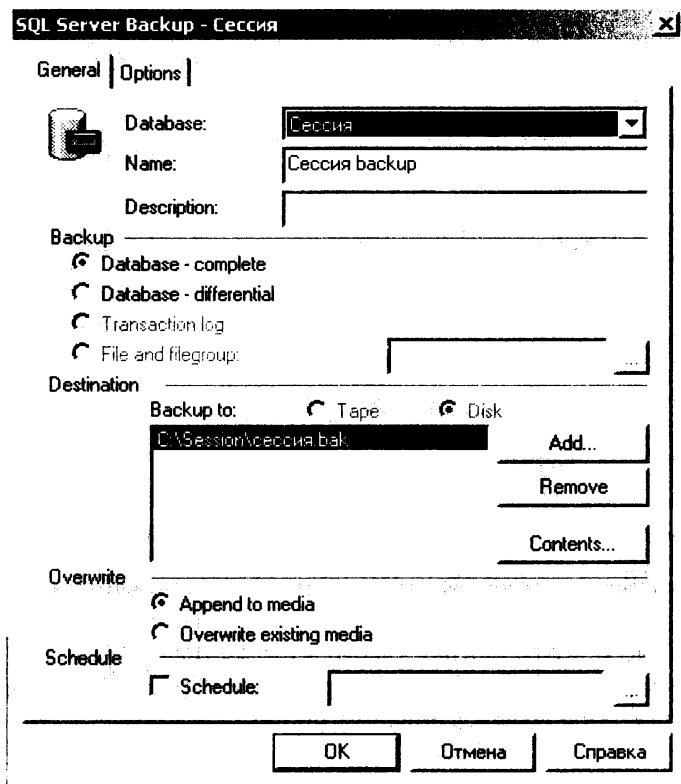 SQL Server Backup - Сессия
General Options
Database: Сессия
Name: Сессия backup
Description:
Backup
Database - complete
Database - differential
Transaction log
File and filegroup: ...
Destination
Backup to: Tape Disk
C:\Session\сессия.bak
Add...
Remove
Contents...
Overwrite
Append to media
Overwrite existing media
Schedule
Schedule: ...
OK Отмена Справка